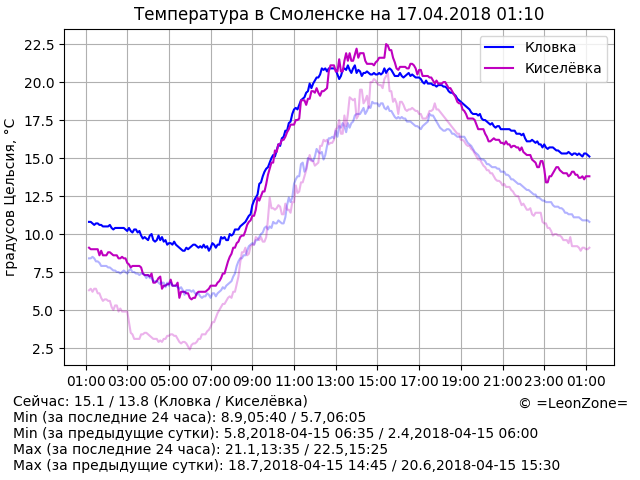 Температура в Смоленске на 17.04.2018 01:10
Кловка
Киселёвка
градусов Цельсия, °C
22.5
20.0
17.5
15.0
12.5
10.0
7.5
5.0
2.5
01:00 03:00 05:00 07:00 09:00 11:00 13:00 15:00 17:00 19:00 21:00 23:00 01:00
Сейчас: 15.1 / 13.8 (Кловка / Киселёвка)
© =LeonZone=
Min (за последние 24 часа): 8.9,05:40 / 5.7,06:05
Min (за предыдущие сутки): 5.8,2018-04-15 06:35 / 2.4,2018-04-15 06:00
Max (за последние 24 часа): 21.1,13:35 / 22.5,15:25
Max (за предыдущие сутки): 18.7,2018-04-15 14:45 / 20.6,2018-04-15 15:30